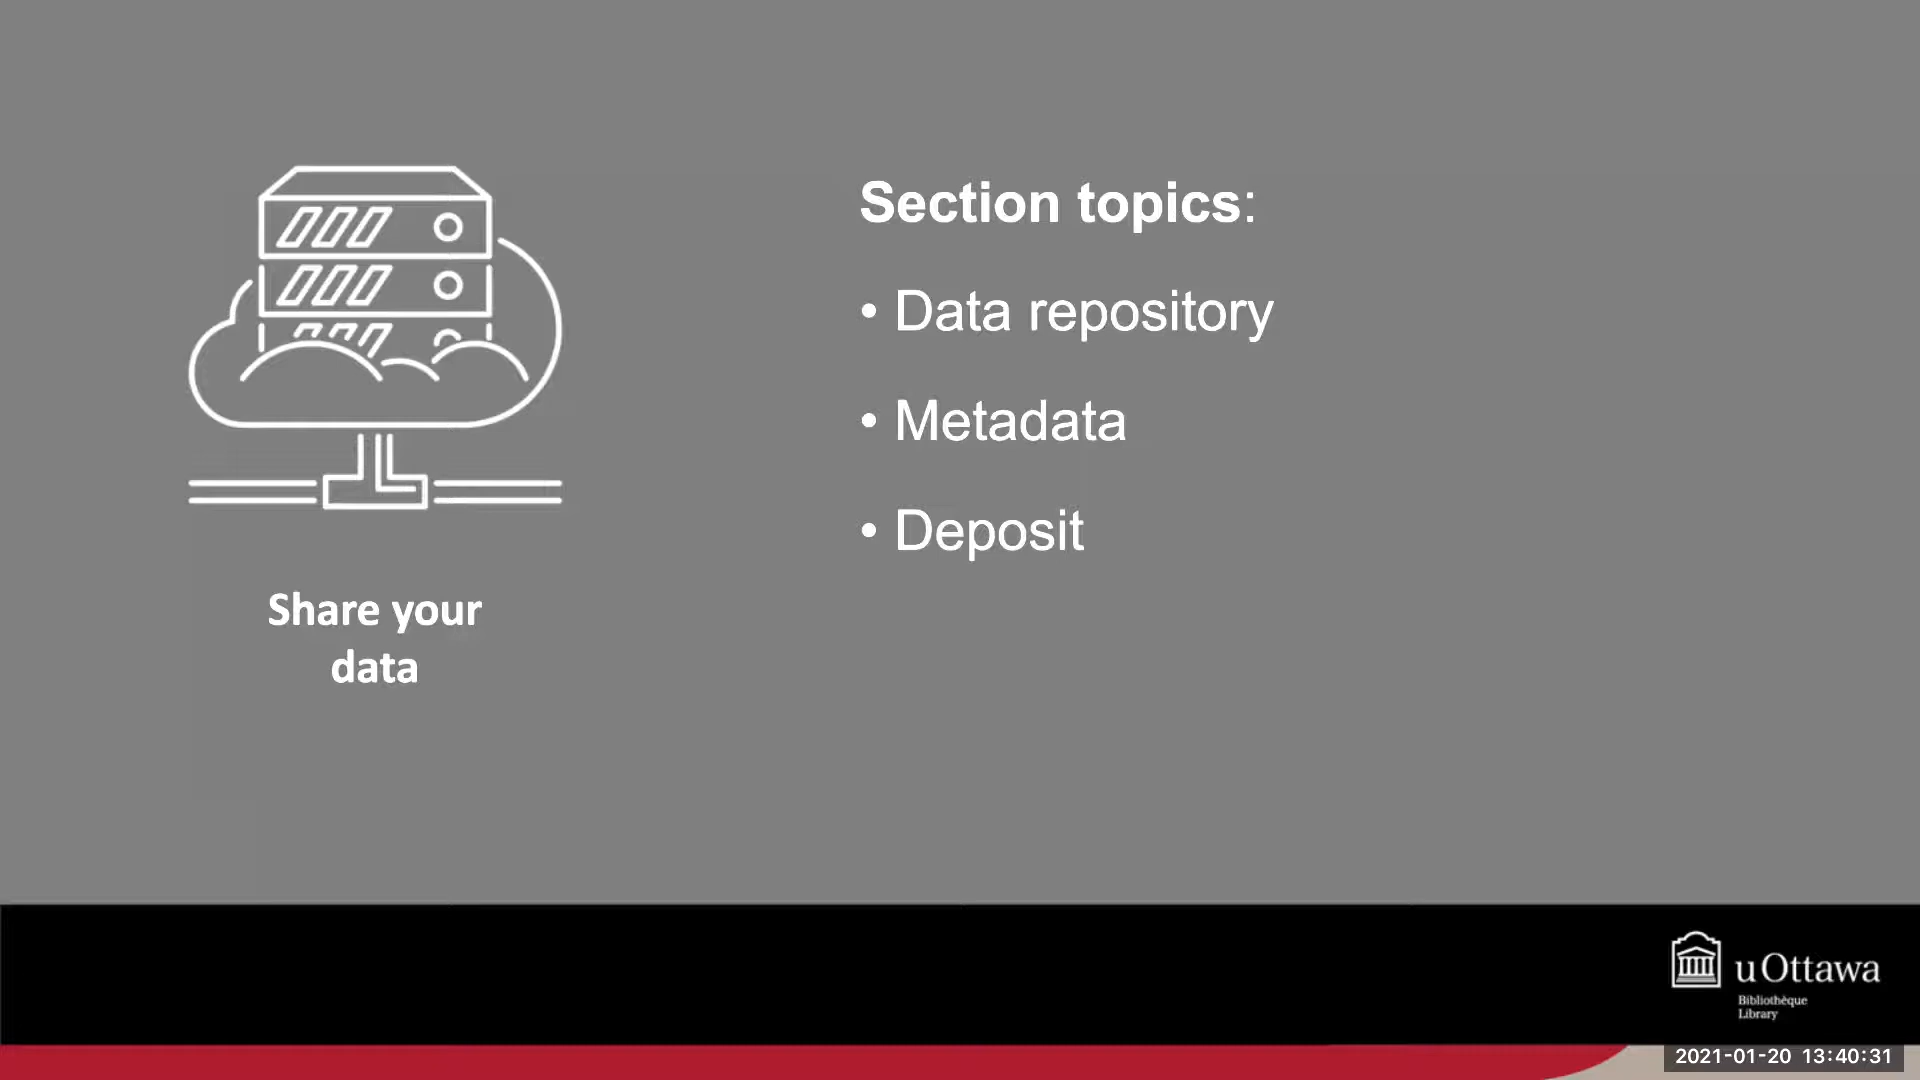 Section topics:
• Data repository
• Metadata
• Deposit
Share your
data
uOttawa
Bibliothèque
Library
2021-01-20 13:40:31